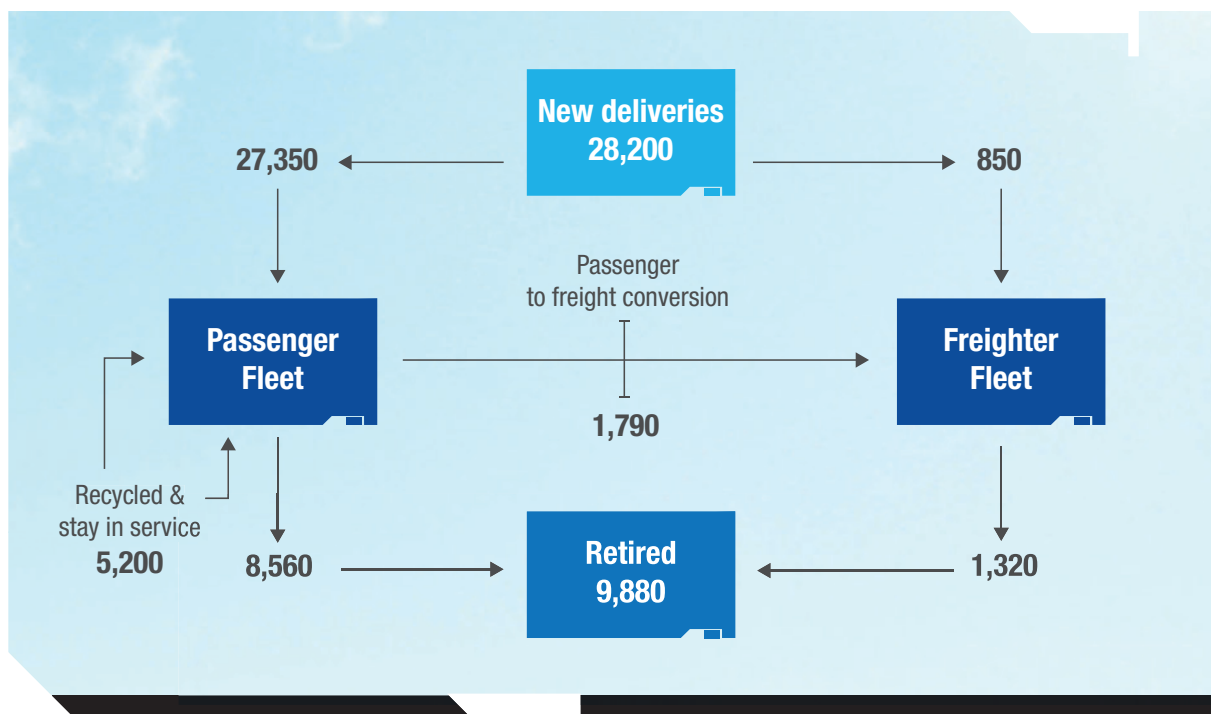 New deliveries
28,200
27,350
850
Passenger
to freight conversion
Passenger
Fleet
Freighter
Fleet
1,790
Recycled &
stay in service
5,200
8,560
Retired
9,880
1,320